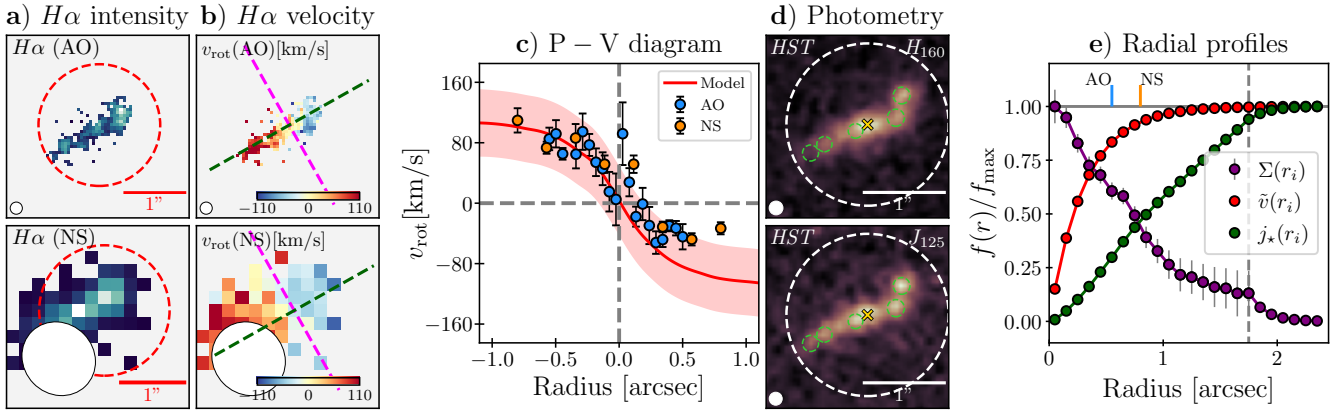 a) Hα intensity
b) Hα velocity
Hα (AO)
1”
v_rot(AO)[km/s]
−110 0 110
Hα (NS)
1”
v_rot(NS)[km/s]
−110 0 110
c) P − V diagram
Model
AO
NS
160
80
0
−80
−160
v_rot[km/s]
−1.0 −0.5 0.0 0.5 1.0
Radius [arcsec]
d) Photometry
HST H_160
1”
HST J_125
1”
e) Radial profiles
AO NS
1.00
0.75
0.50
0.25
0.00
f(r)/f_max
Σ(r_i)
ṽ(r_i)
j_⋆(r_i)
0 1 2
Radius [arcsec]